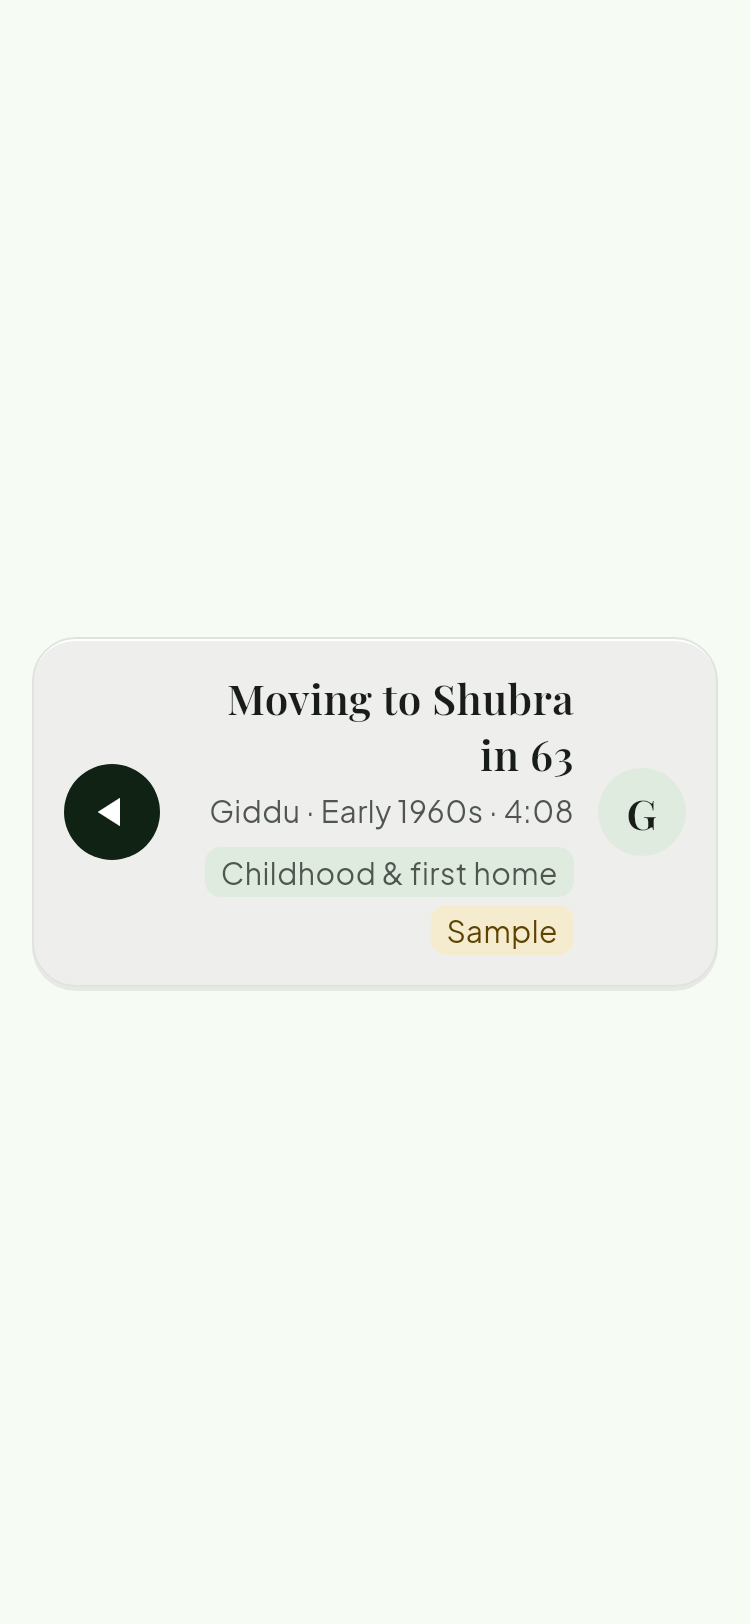 Moving to Shubra
in 63
Giddu · Early 1960s · 4:08
G
Childhood & first home
Sample